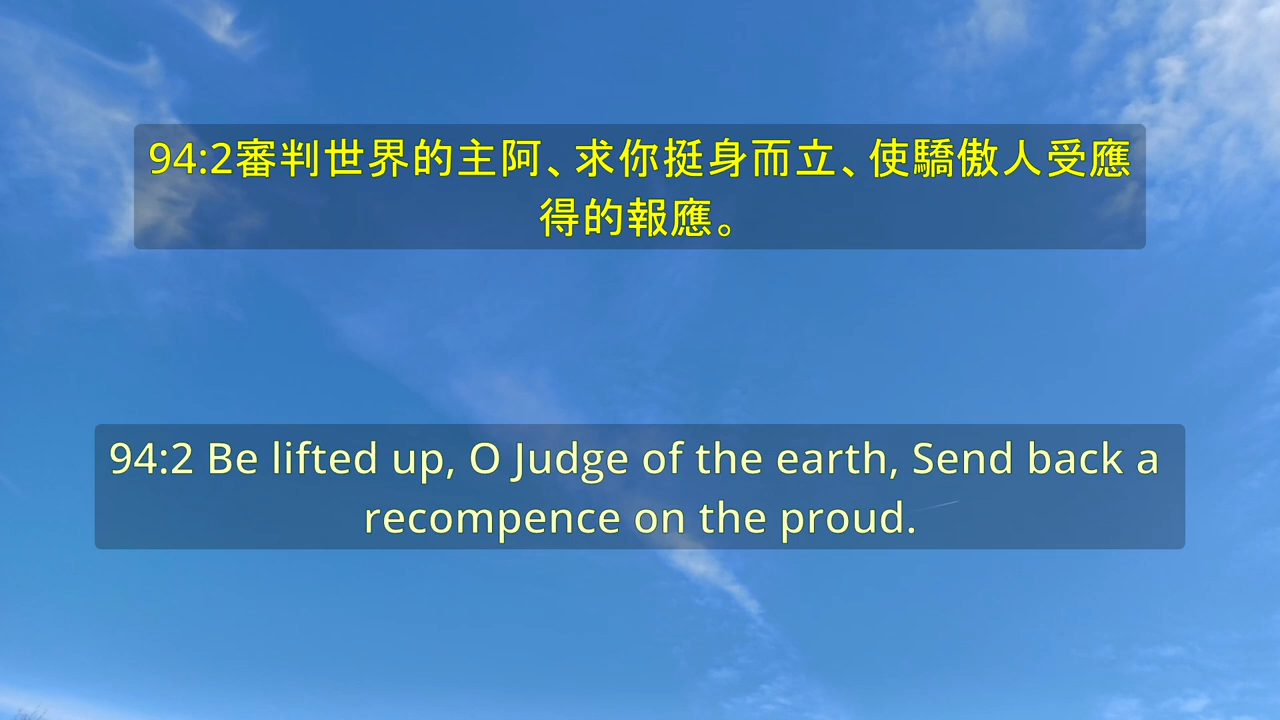 94:2審判世界的主阿、求你挺身而立、使驕傲人受應
得的報應。
94:2 Be lifted up, O Judge of the earth, Send back a
recompence on the proud.